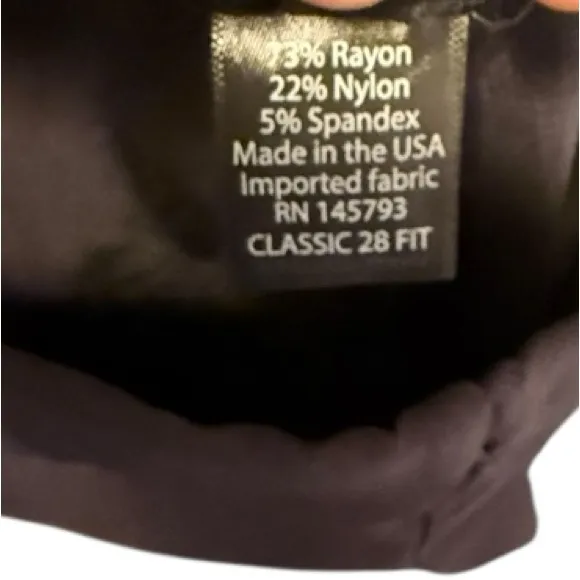 73% Rayon
22% Nylon
5% Spandex
Made in the USA
Imported fabric
RN 145793
CLASSIC 28 FIT